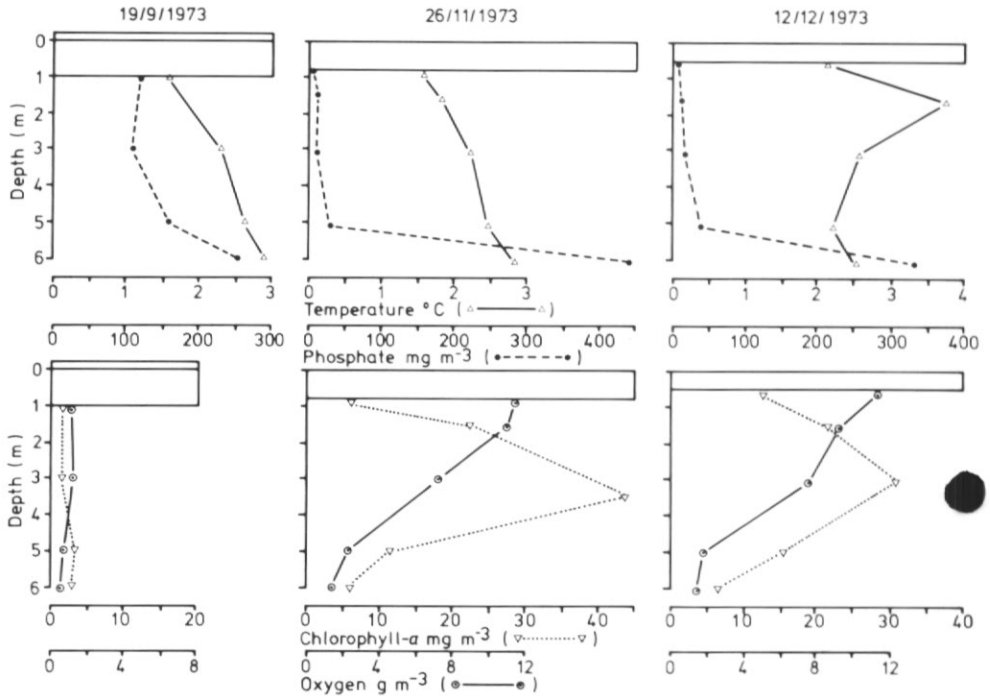 19/9/1973 26/11/1973 12/12/1973
0
1
2
3
4
5
6
Depth (m)
0 1 2 3 0 1 2 3 0 1 2 3 4
Temperature °C ( )
0 100 200 300 0 100 200 300 400 0 100 200 300 400
Phosphate mg m⁻³ ( )
0
1
2
3
4
5
6
Depth (m)
0 10 20 0 10 20 30 40 0 10 20 30 40
Chlorophyll-a mg m⁻³ ( )
0 4 8 0 4 8 12 0 4 8 12
Oxygen g m⁻³ ( )